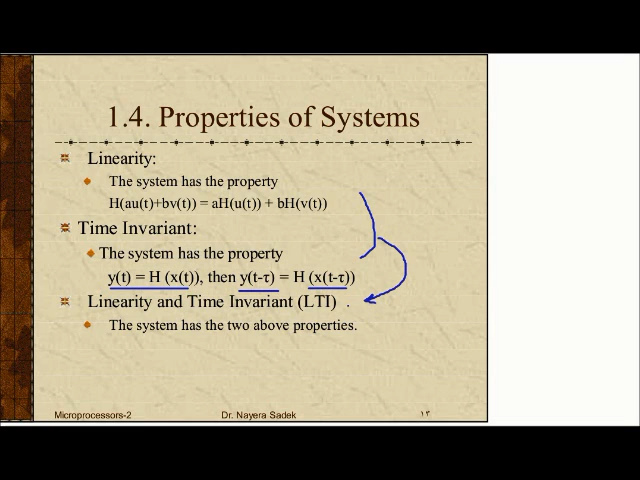 1.4. Properties of Systems
Linearity:
The system has the property
H(au(t)+bv(t)) = aH(u(t)) + bH(v(t))
Time Invariant:
The system has the property
y(t) = H (x(t)), then y(t-τ) = H (x(t-τ))
Linearity and Time Invariant (LTI) .
The system has the two above properties.
Microprocessors-2 Dr. Nayera Sadek ١٣